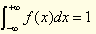 ∫_{-∞}^{+∞} f(x)dx = 1